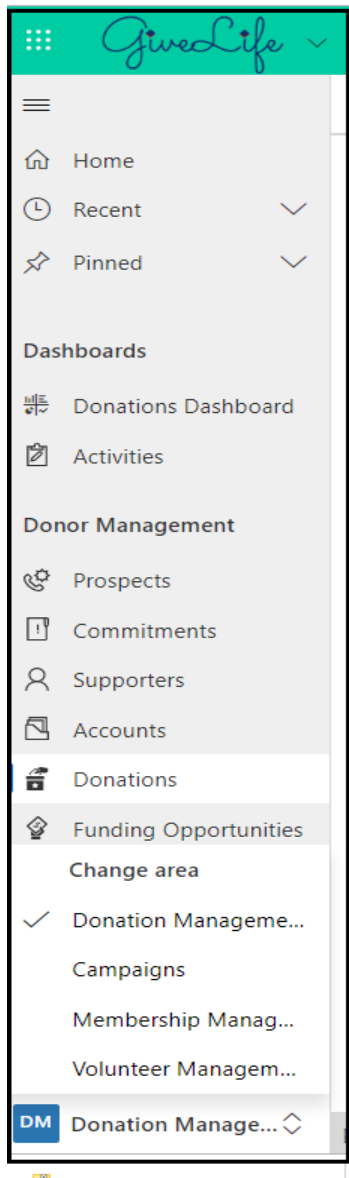 GiveLife
Home
Recent
Pinned
Dashboards
Donations Dashboard
Activities
Donor Management
Prospects
Commitments
Supporters
Accounts
Donations
Funding Opportunities
Change area
Donation Manageme...
Campaigns
Membership Manag...
Volunteer Managem...
DM Donation Manage...